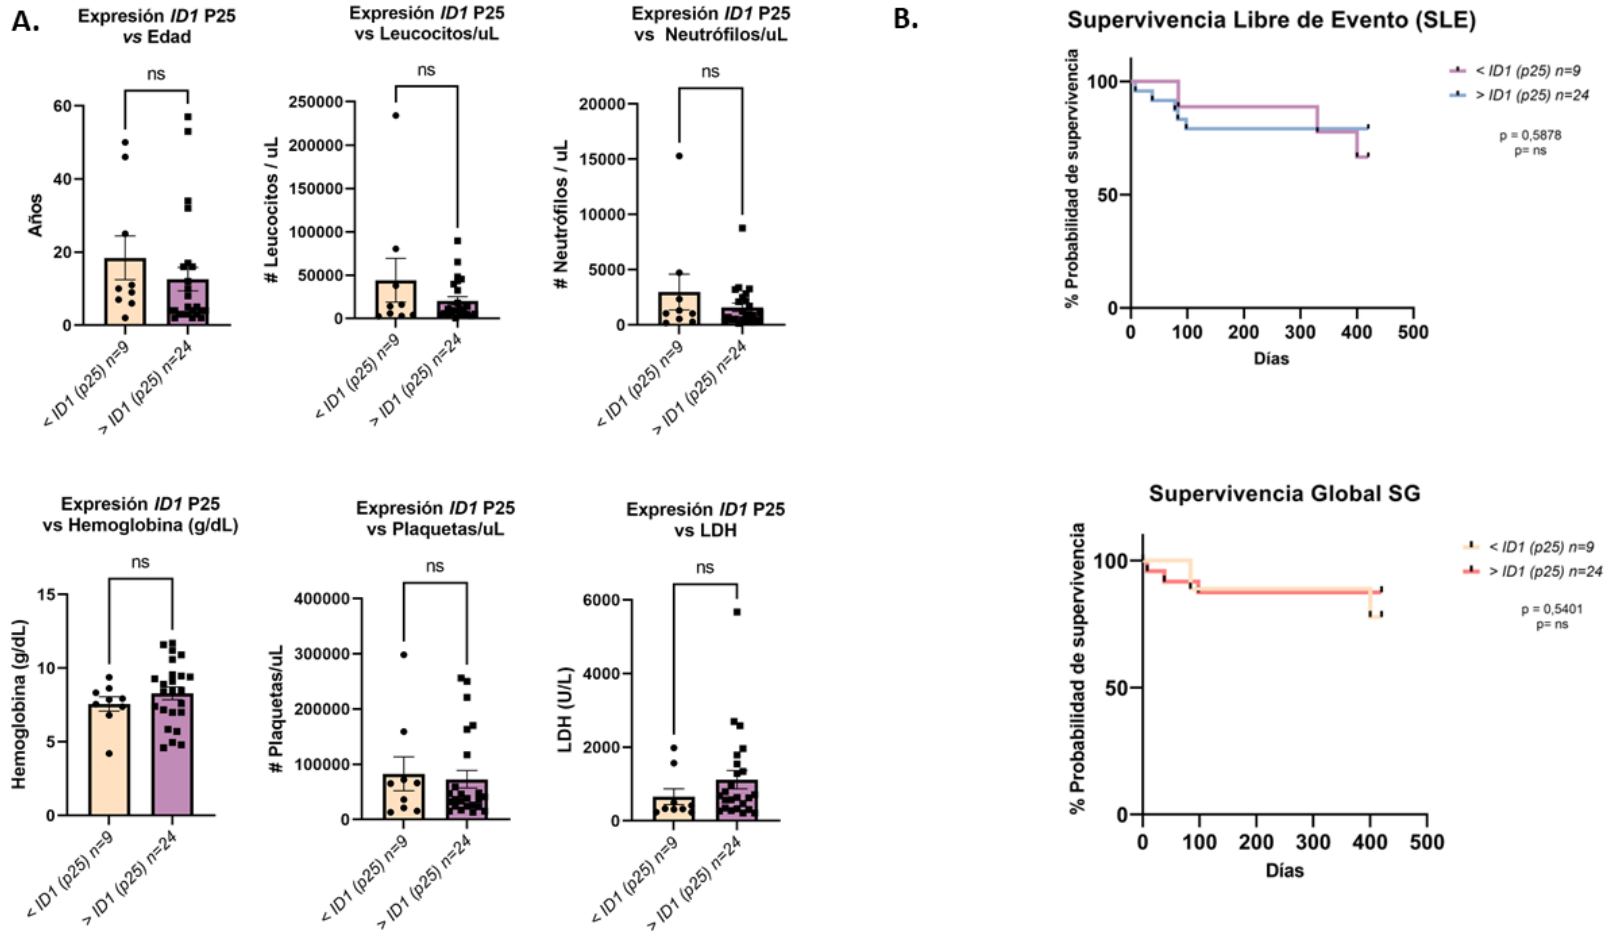 A.
Expresión ID1 P25
vs Edad
ns
60
40
20
0
Años
< ID1 (p25) n=9
> ID1 (p25) n=24
Expresión ID1 P25
vs Leucocitos/uL
ns
250000
200000
150000
100000
50000
0
# Leucocitos / uL
< ID1 (p25) n=9
> ID1 (p25) n=24
Expresión ID1 P25
vs Neutrófilos/uL
ns
20000
15000
10000
5000
0
# Neutrófilos / uL
< ID1 (p25) n=9
> ID1 (p25) n=24
Expresión ID1 P25
vs Hemoglobina (g/dL)
ns
15
10
5
0
Hemoglobina (g/dL)
< ID1 (p25) n=9
> ID1 (p25) n=24
Expresión ID1 P25
vs Plaquetas/uL
ns
400000
300000
200000
100000
0
# Plaquetas/uL
< ID1 (p25) n=9
> ID1 (p25) n=24
Expresión ID1 P25
vs LDH
ns
6000
4000
2000
0
LDH (U/L)
< ID1 (p25) n=9
> ID1 (p25) n=24
B.
Supervivencia Libre de Evento (SLE)
% Probabilidad de supervivencia
100
50
0
0 100 200 300 400 500
Días
< ID1 (p25) n=9
> ID1 (p25) n=24
p = 0,5878
p= ns
Supervivencia Global SG
% Probabilidad de supervivencia
100
50
0
0 100 200 300 400 500
Días
< ID1 (p25) n=9
> ID1 (p25) n=24
p = 0,5401
p= ns